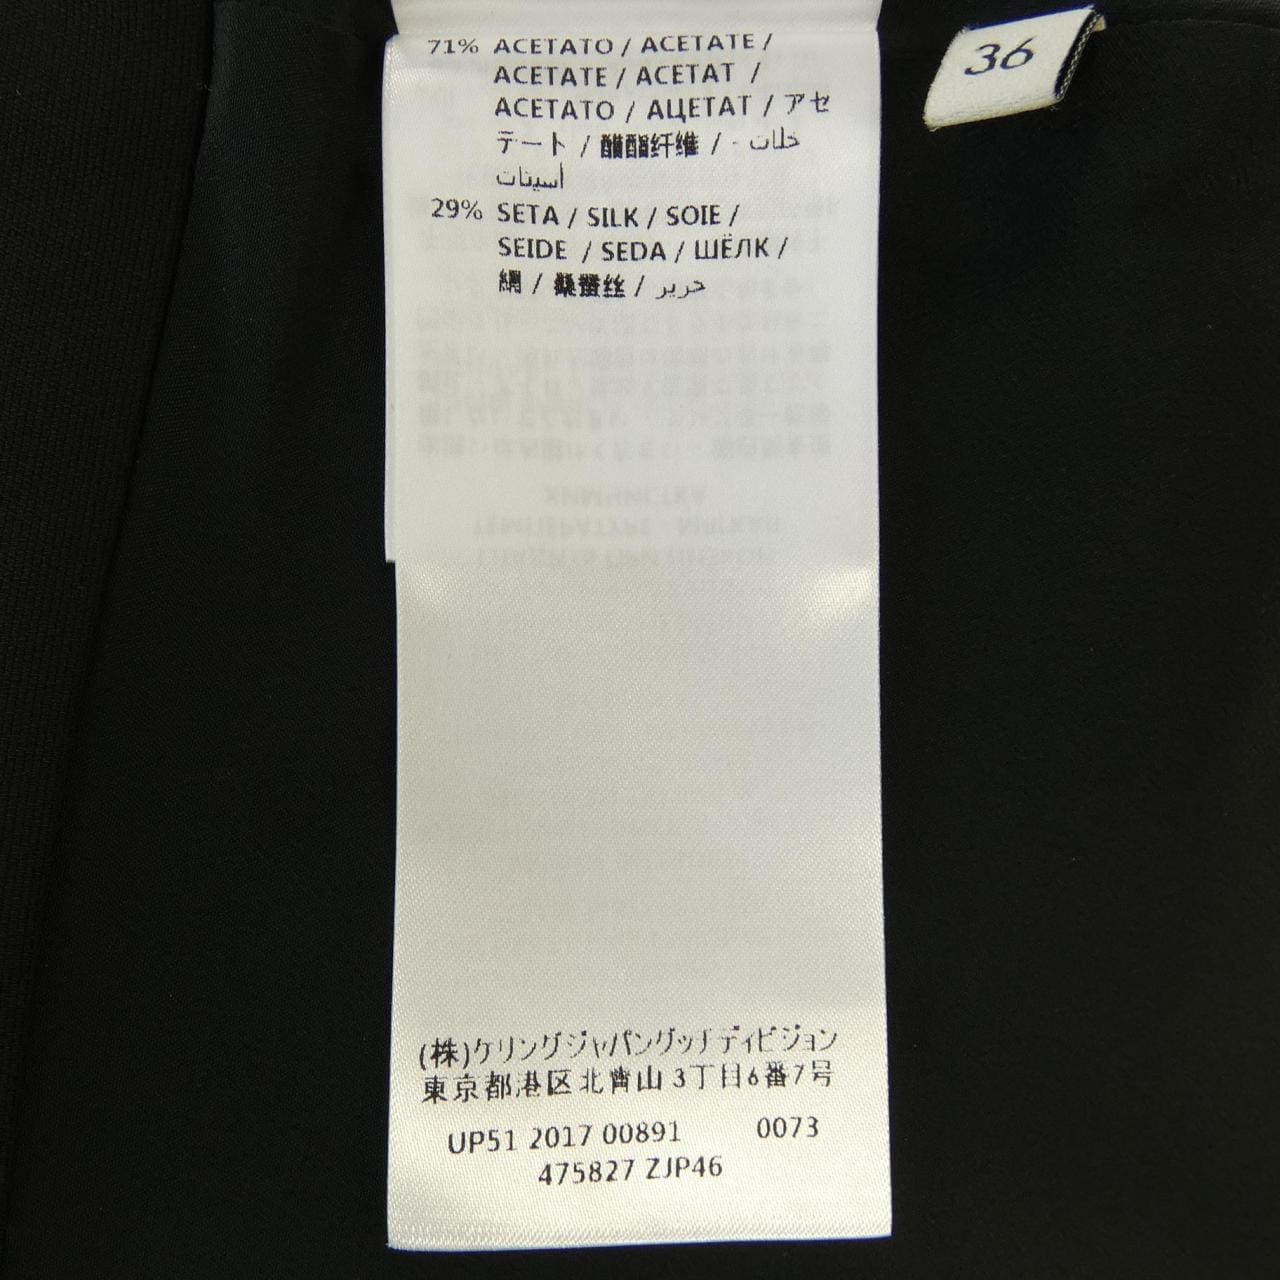 71% ACETATO / ACETATE /
ACETATE / ACETAT /
ACETATO / АЦЕТАТ / アセ
テート / 醋酯纤维 / خلات -
أسيتات
29% SETA / SILK / SOIE /
SEIDE / SEDA / ШЁЛК /
絹 / 桑蚕丝 / حرير
(株)ケリングジャパングッチディビジョン
東京都港区北青山3丁目6番7号
UP51 2017 00891 0073
475827 ZJP46
36